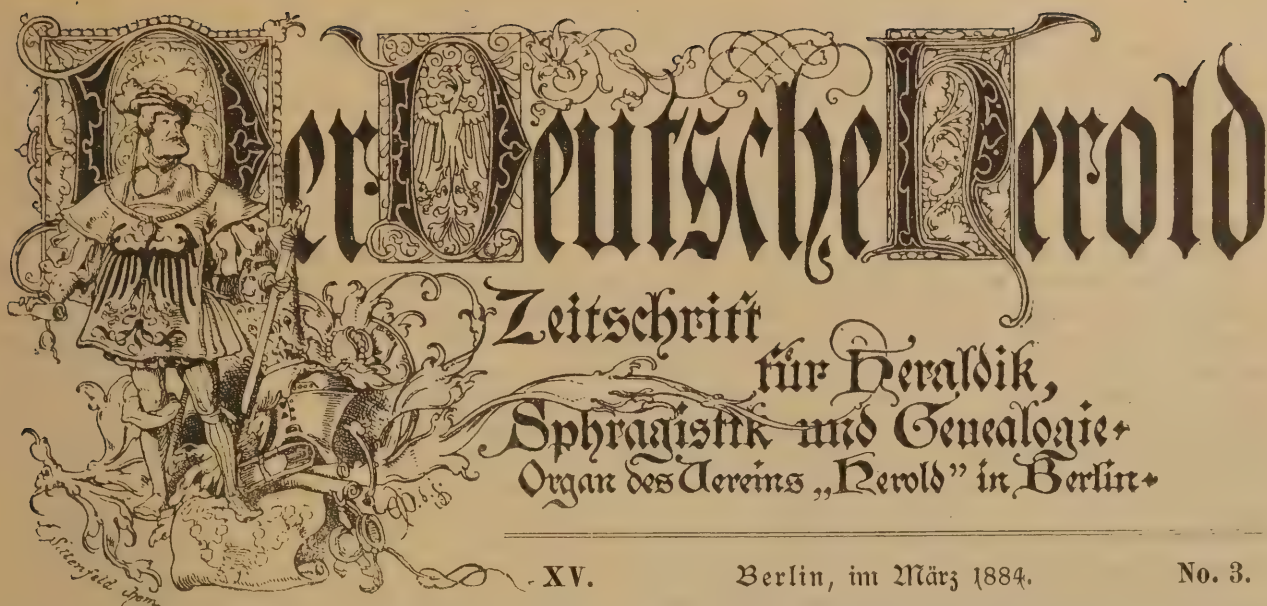 Der Deutsche Herold
Zeitschrift
für Heraldik,
Sphragistik und Genealogie.
Organ des Vereins „Herold" in Berlin.
XV. Berlin, im März 1884. No. 3.